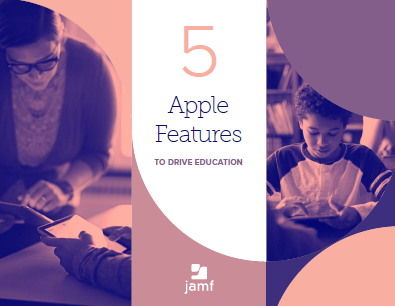 5
Apple
Features
TO DRIVE EDUCATION
jamf